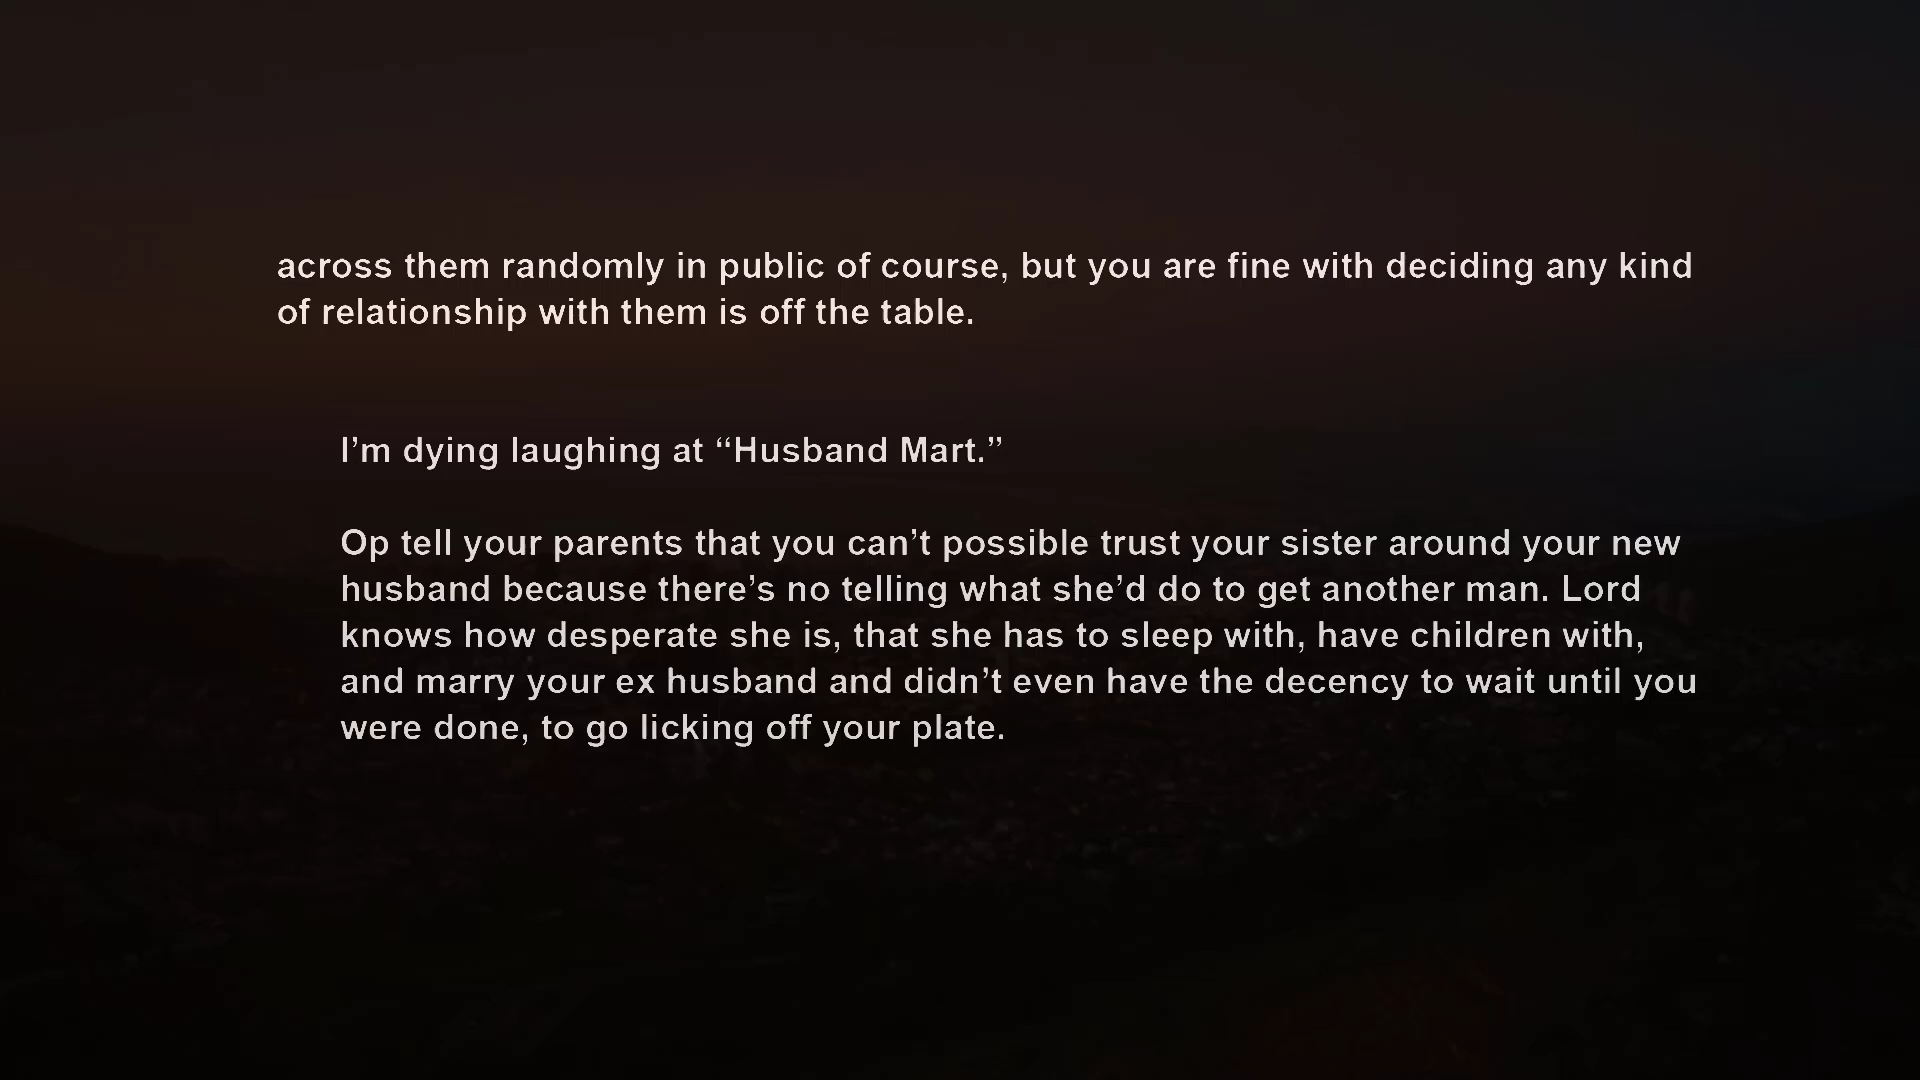 across them randomly in public of course, but you are fine with deciding any kind
of relationship with them is off the table.
I’m dying laughing at “Husband Mart.”
Op tell your parents that you can’t possible trust your sister around your new
husband because there’s no telling what she’d do to get another man. Lord
knows how desperate she is, that she has to sleep with, have children with,
and marry your ex husband and didn’t even have the decency to wait until you
were done, to go licking off your plate.